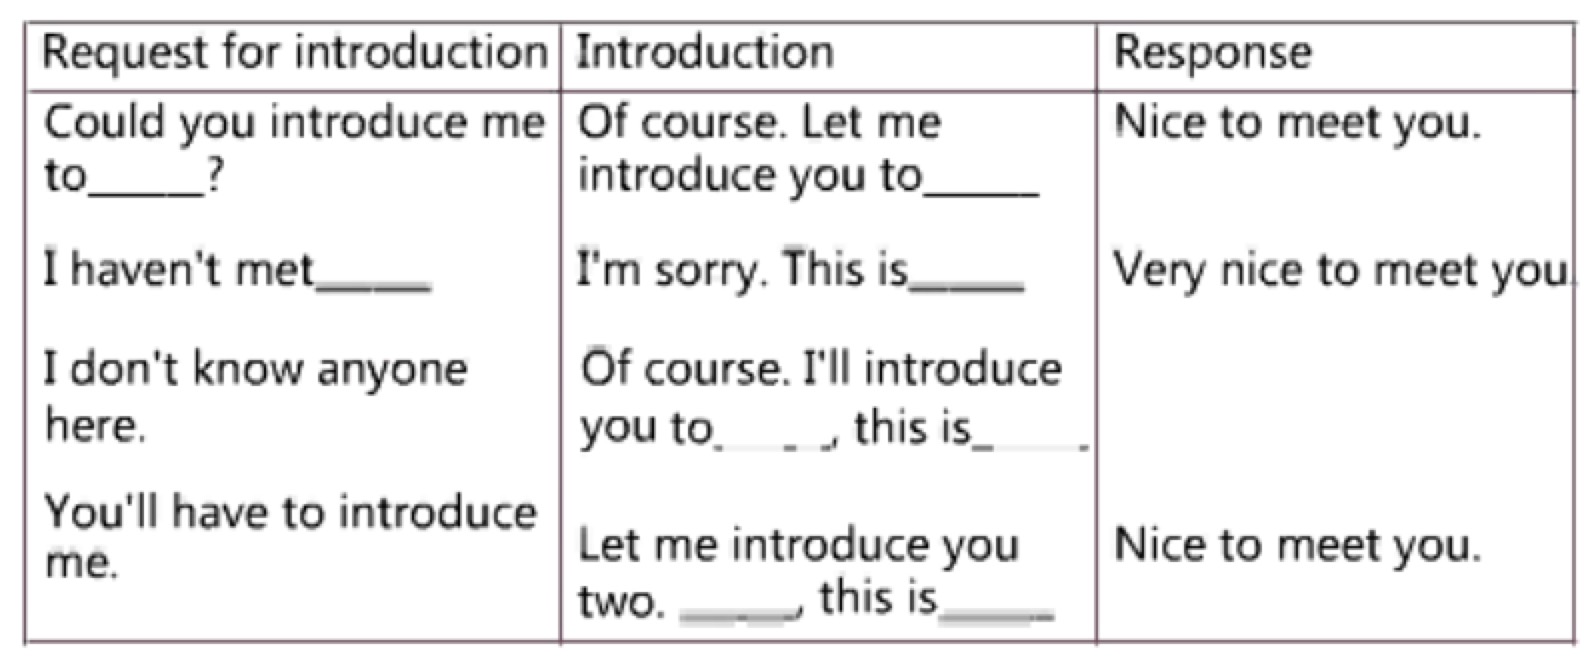 Request for introduction
Introduction
Response
Could you introduce me
to_____?
Of course. Let me
introduce you to_____
Nice to meet you.
I haven't met_____
I'm sorry. This is_____
Very nice to meet you.
I don't know anyone
here.
Of course. I'll introduce
you to_____, this is_____.
You'll have to introduce
me.
Let me introduce you
two. _____, this is_____
Nice to meet you.